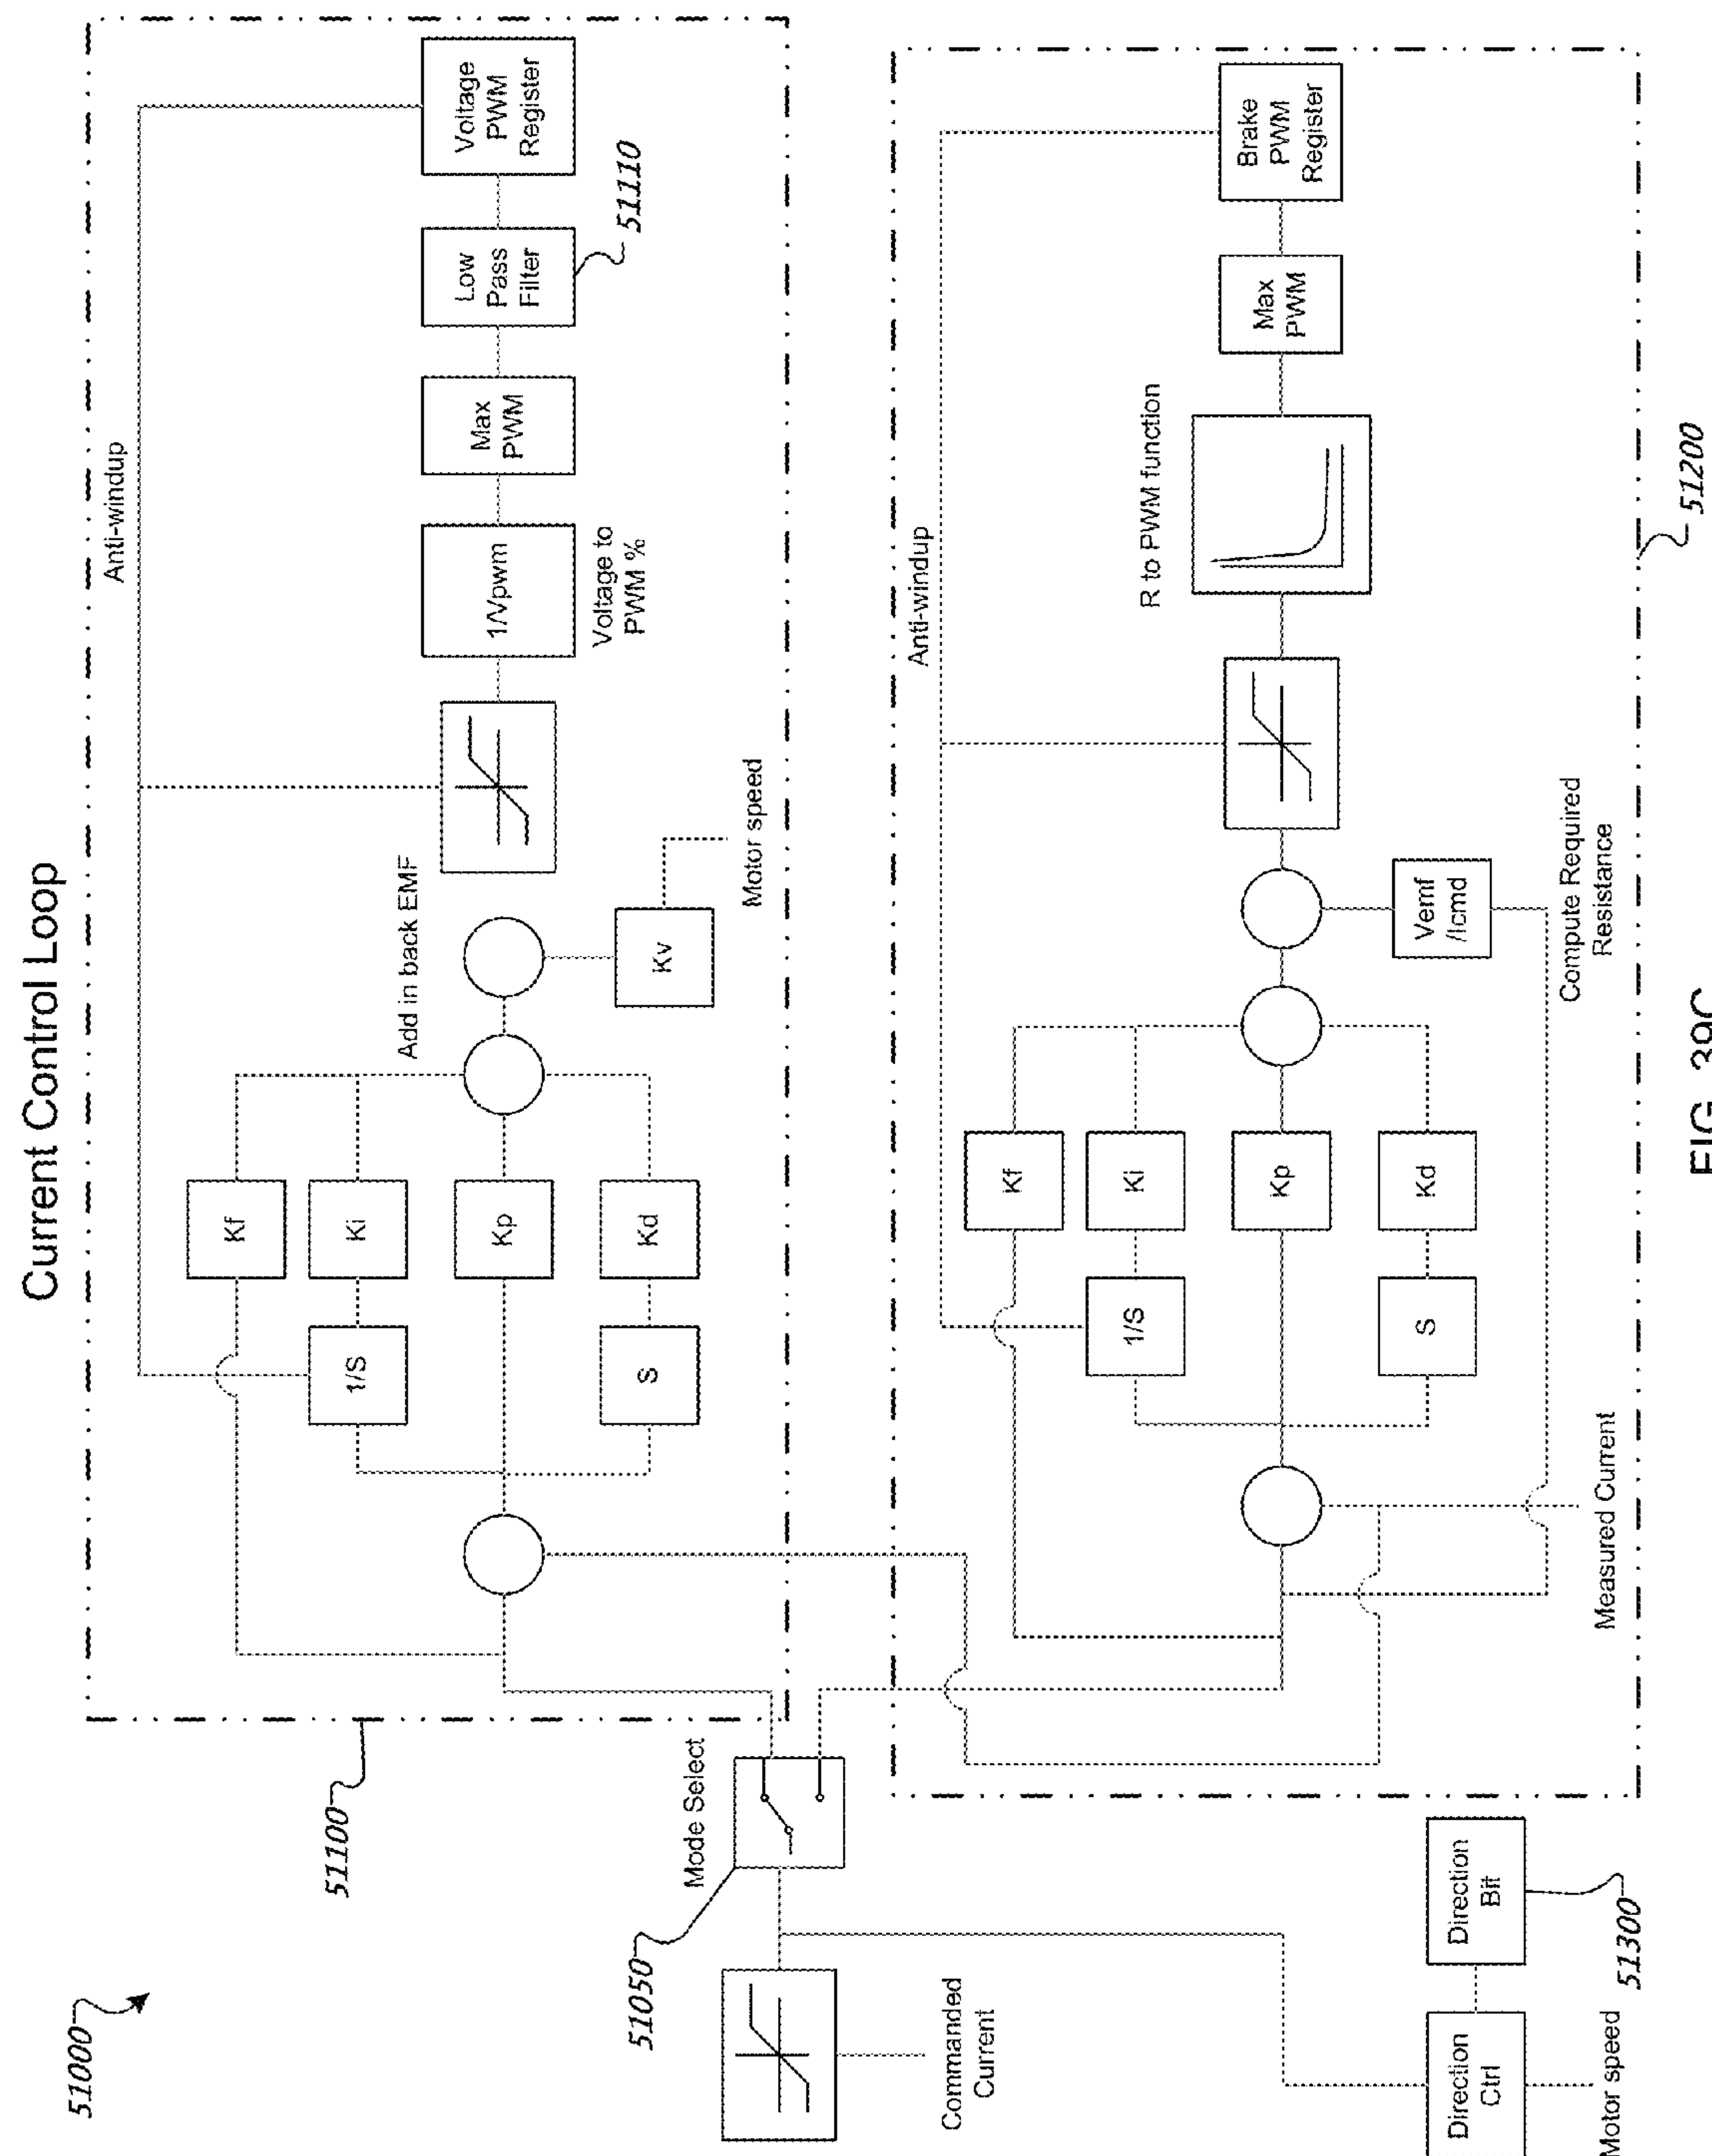 Current Control Loop
51000
51100
Anti-windup
Kf
1/S
Ki
Kp
S
Kd
Add in back EMF
Kv
Motor speed
1/Vpwm
Voltage to
PWM %
Max
PWM
Low
Pass
Filter
51110
Voltage
PWM
Register
51050
Mode Select
Commanded
Current
Anti-windup
Kf
1/S
Ki
Kp
S
Kd
Measured Current
Vemf
/Icmd
Compute Required
Resistance
R to PWM function
Max
PWM
Brake
PWM
Register
51200
Direction
Ctrl
Direction
Bit
51300
Motor speed
FIG. 39C